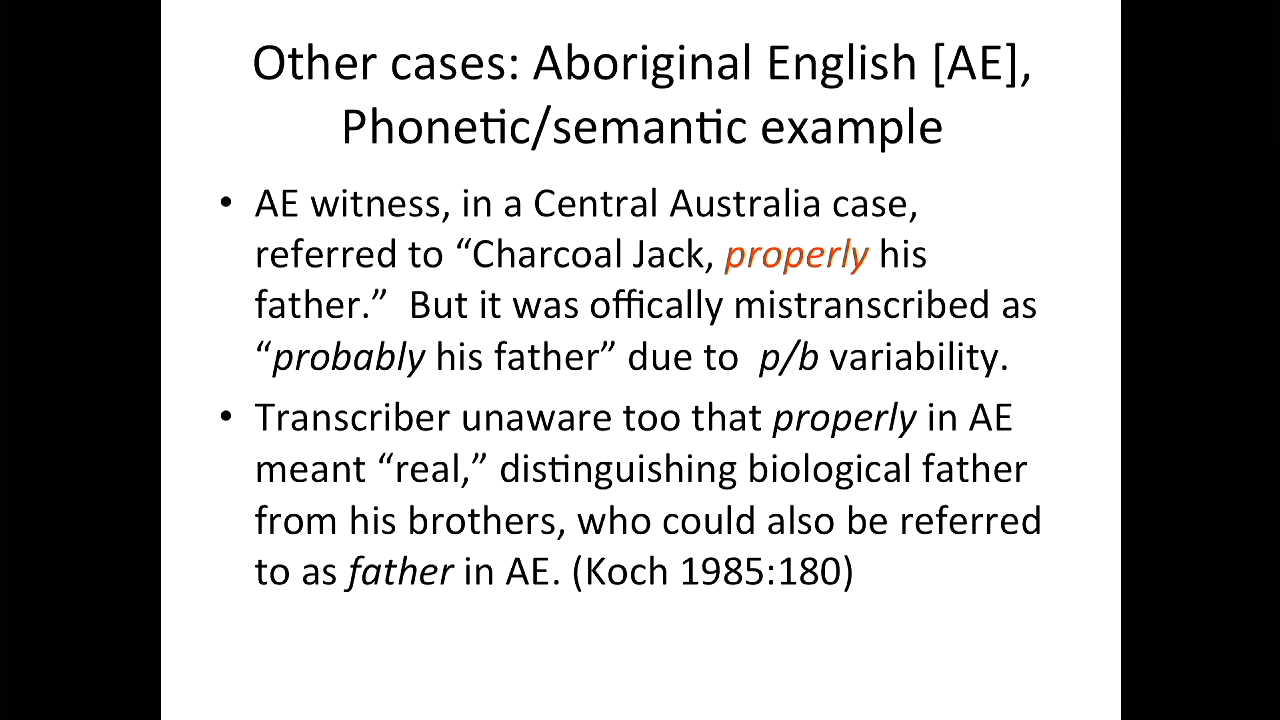 Other cases: Aboriginal English [AE],
Phonetic/semantic example
• AE witness, in a Central Australia case,
referred to “Charcoal Jack, properly his
father.” But it was offically mistranscribed as
“probably his father” due to p/b variability.
• Transcriber unaware too that properly in AE
meant “real,” distinguishing biological father
from his brothers, who could also be referred
to as father in AE. (Koch 1985:180)